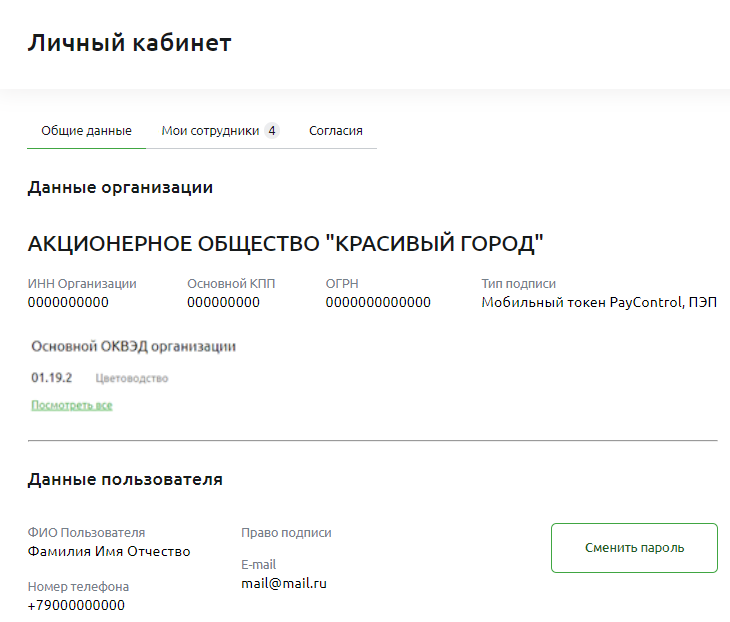 Личный кабинет
Общие данные Мои сотрудники 4 Согласия
Данные организации
АКЦИОНЕРНОЕ ОБЩЕСТВО "КРАСИВЫЙ ГОРОД"
ИНН Организации Основной КПП ОГРН Тип подписи
0000000000 000000000 0000000000000 Мобильный токен PayControl, ПЭП
Основной ОКВЭД организации
01.19.2 Цветоводство
Посмотреть все
Данные пользователя
ФИО Пользователя Право подписи
Фамилия Имя Отчество
Сменить пароль
E-mail
mail@mail.ru
Номер телефона
+79000000000